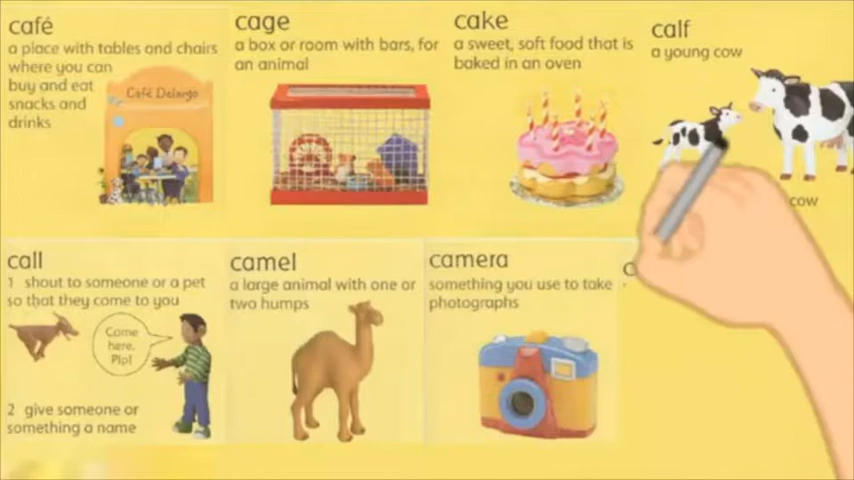 café
a place with tables and chairs
where you can
buy and eat
snacks and
drinks
Café Delargo
cage
a box or room with bars, for
an animal
cake
a sweet, soft food that is
baked in an oven
calf
a young cow
cow
call
1 shout to someone or a pet
so that they come to you
Come
here,
Pip!
2 give someone or
something a name
camel
a large animal with one or
two humps
camera
something you use to take
photographs